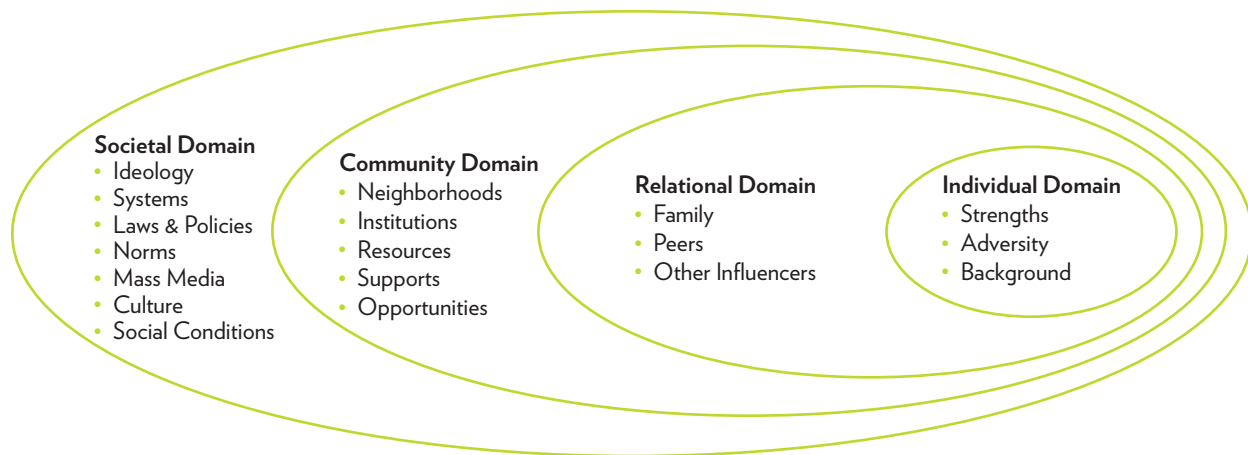 Societal Domain
• Ideology
• Systems
• Laws & Policies
• Norms
• Mass Media
• Culture
• Social Conditions
Community Domain
• Neighborhoods
• Institutions
• Resources
• Supports
• Opportunities
Relational Domain
• Family
• Peers
• Other Influencers
Individual Domain
• Strengths
• Adversity
• Background